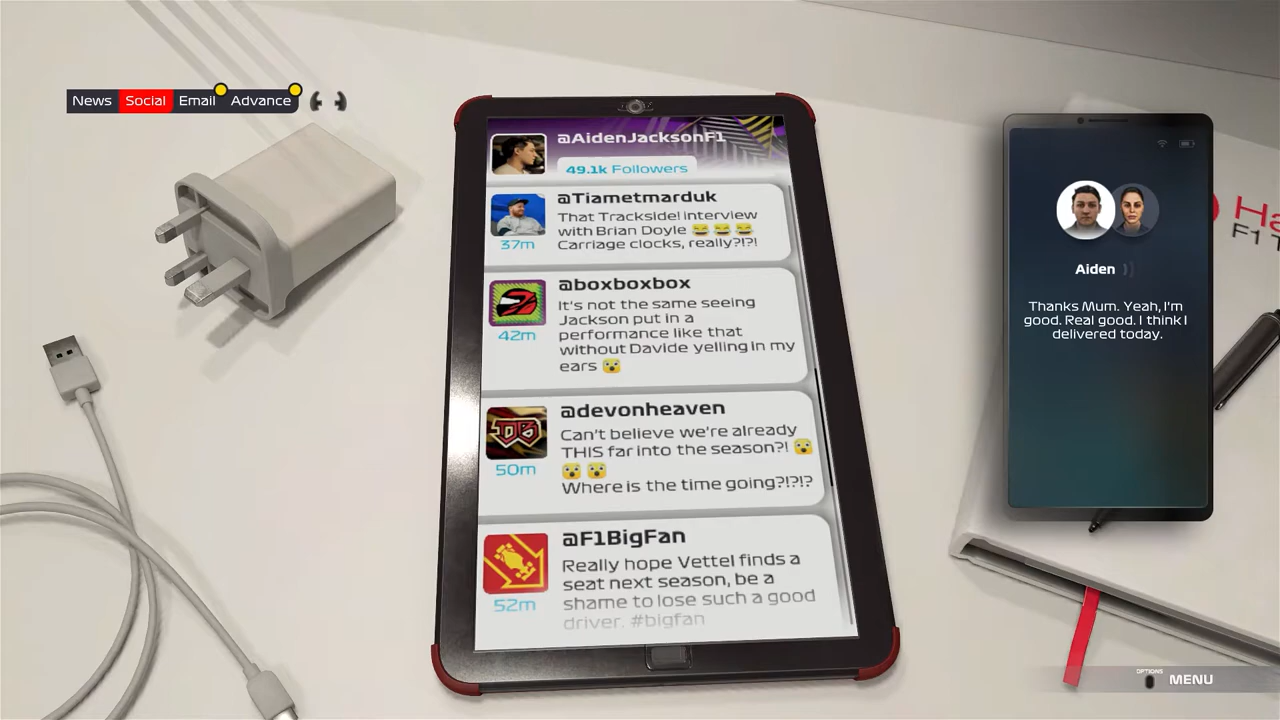 News Social Email Advance
@AidenJacksonF1
49.1k Followers
@Tiametmarduk
That Trackside! interview
with Brian Doyle 😂 😂 😂
Carriage clocks, really?!?!
37m
@boxboxbox
It's not the same seeing
Jackson put in a
performance like that
without Davide yelling in my
ears 😲
42m
@devonheaven
Can't believe we're already
THIS far into the season?! 😲
😲 😲
Where is the time going?!?!?
50m
@F1BigFan
Really hope Vettel finds a
seat next season, be a
shame to lose such a good
driver. #bigfan
52m
Aiden
Thanks Mum. Yeah, I'm
good. Real good. I think I
delivered today.
Ha
F1 T
OPTIONS
MENU